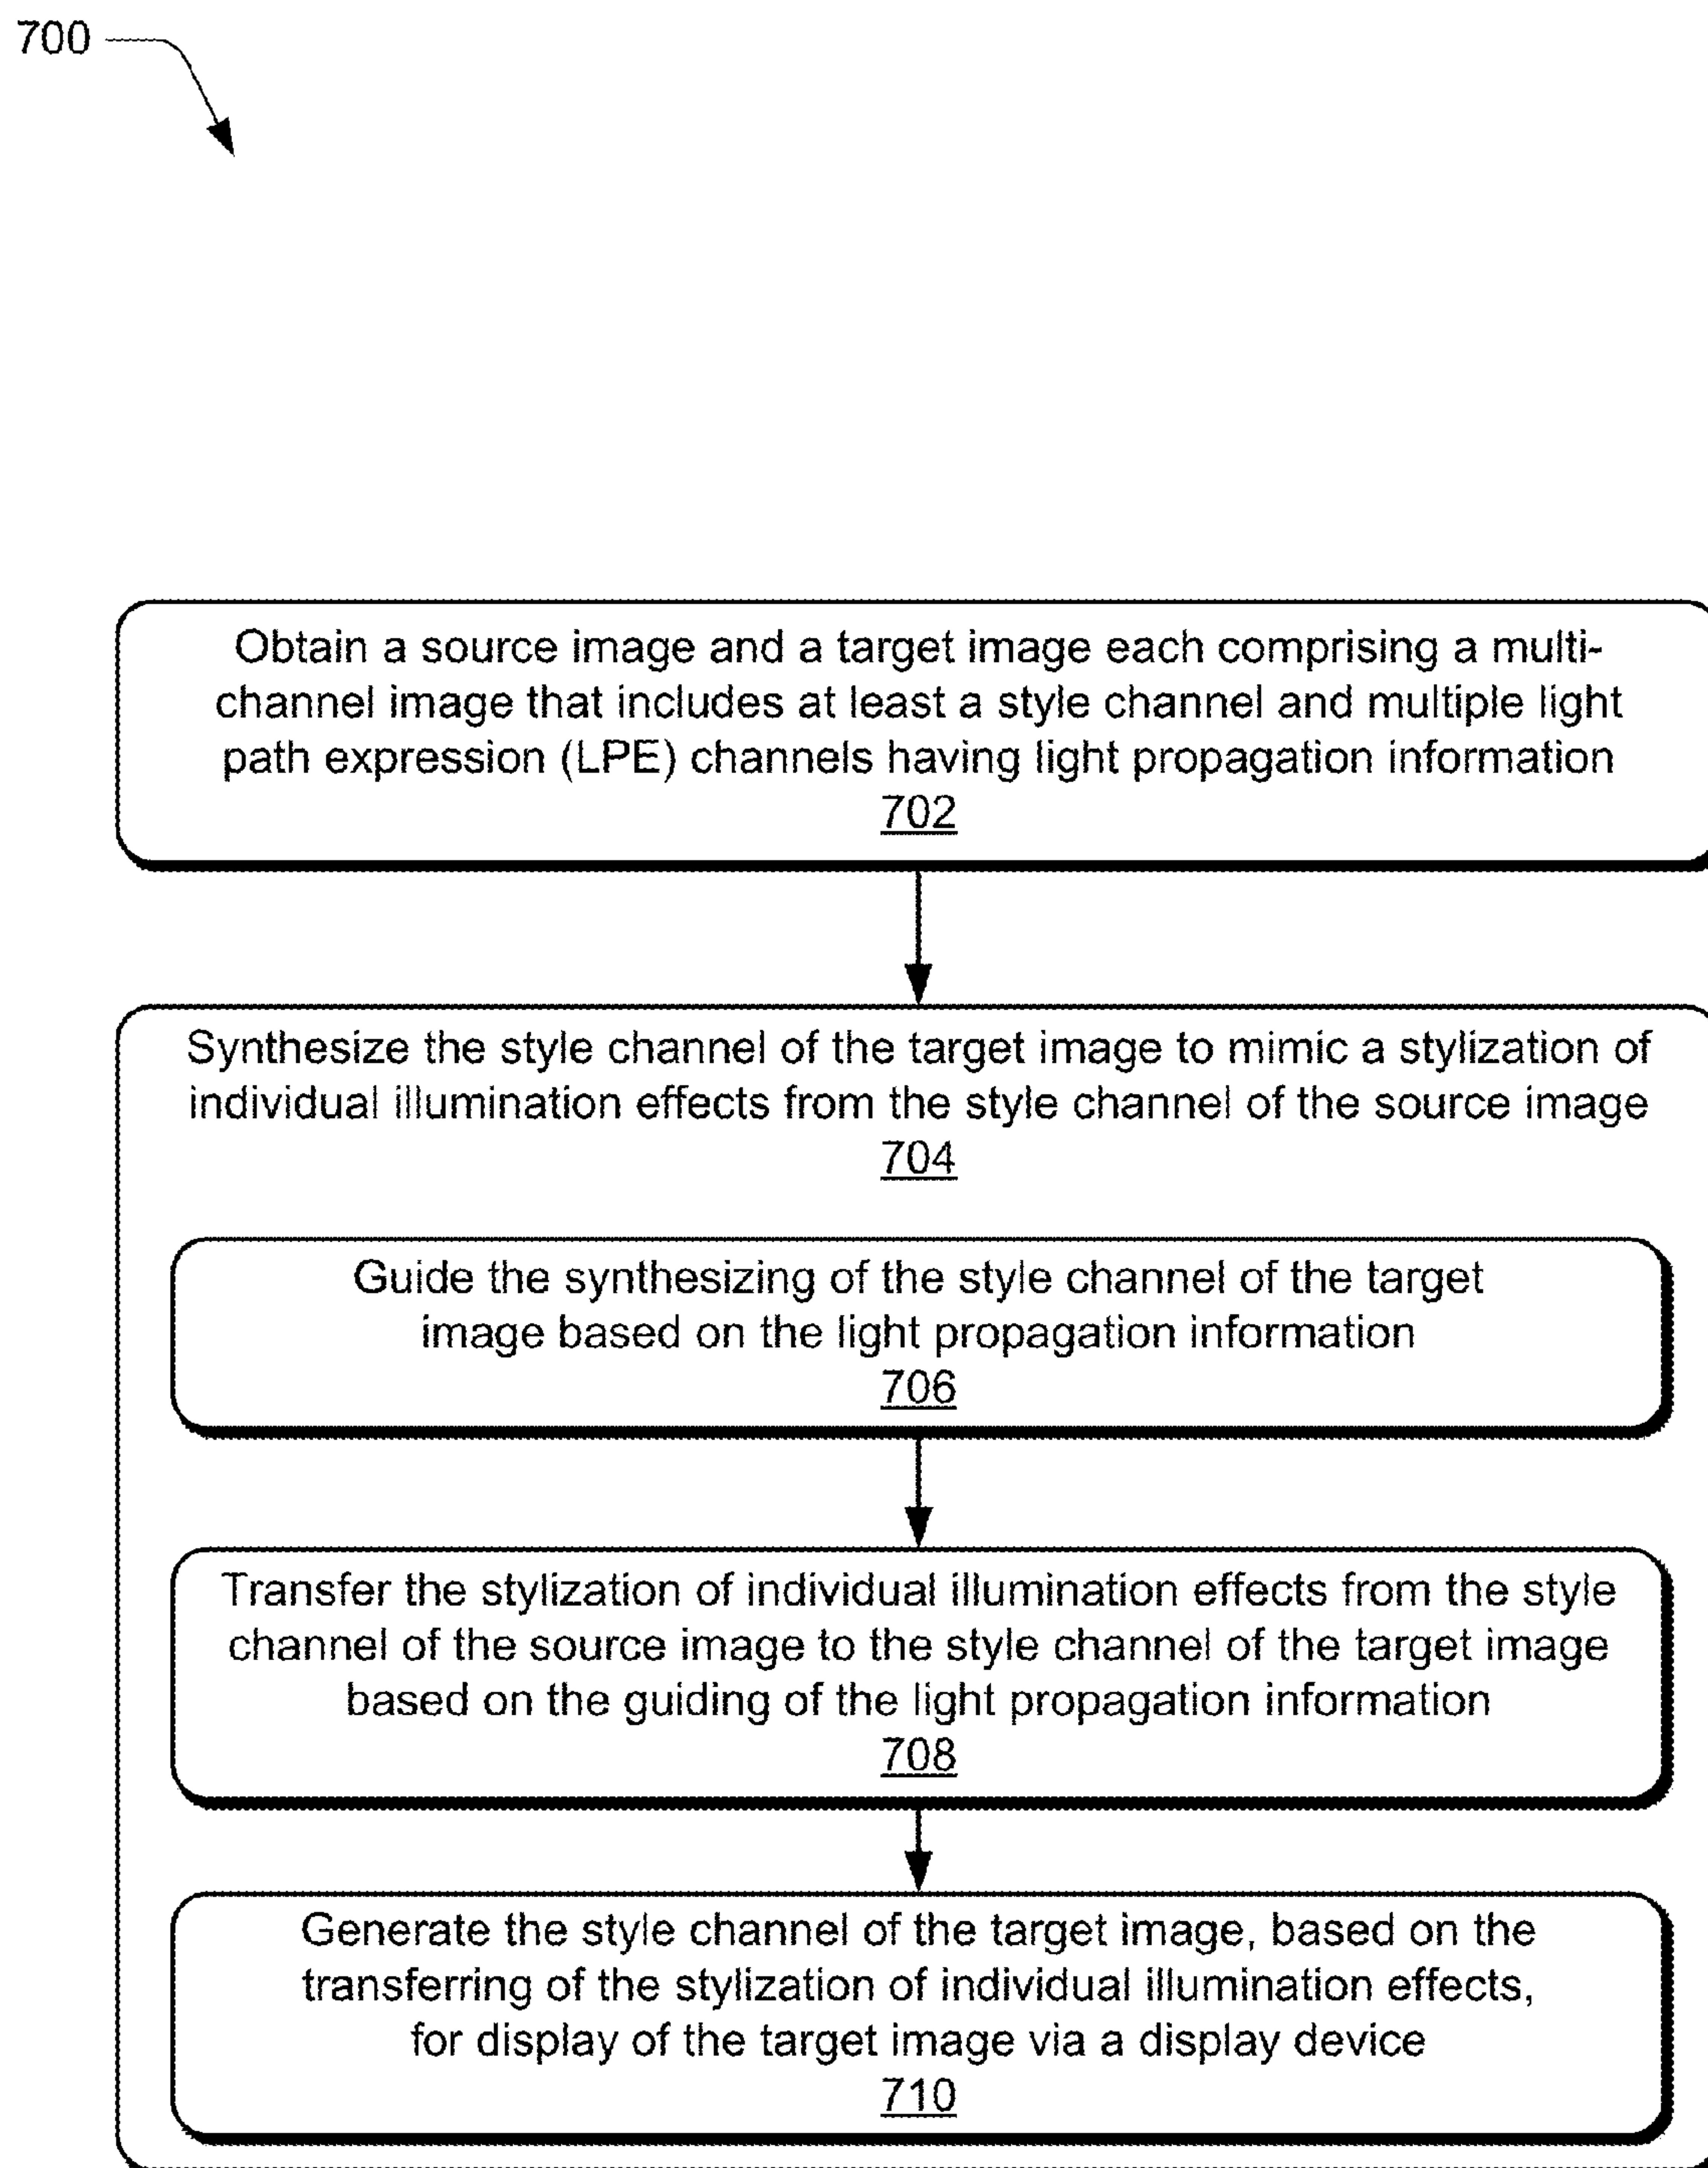 700
Obtain a source image and a target image each comprising a multi-
channel image that includes at least a style channel and multiple light
path expression (LPE) channels having light propagation information
702
Synthesize the style channel of the target image to mimic a stylization of
individual illumination effects from the style channel of the source image
704
Guide the synthesizing of the style channel of the target
image based on the light propagation information
706
Transfer the stylization of individual illumination effects from the style
channel of the source image to the style channel of the target image
based on the guiding of the light propagation information
708
Generate the style channel of the target image, based on the
transferring of the stylization of individual illumination effects,
for display of the target image via a display device
710